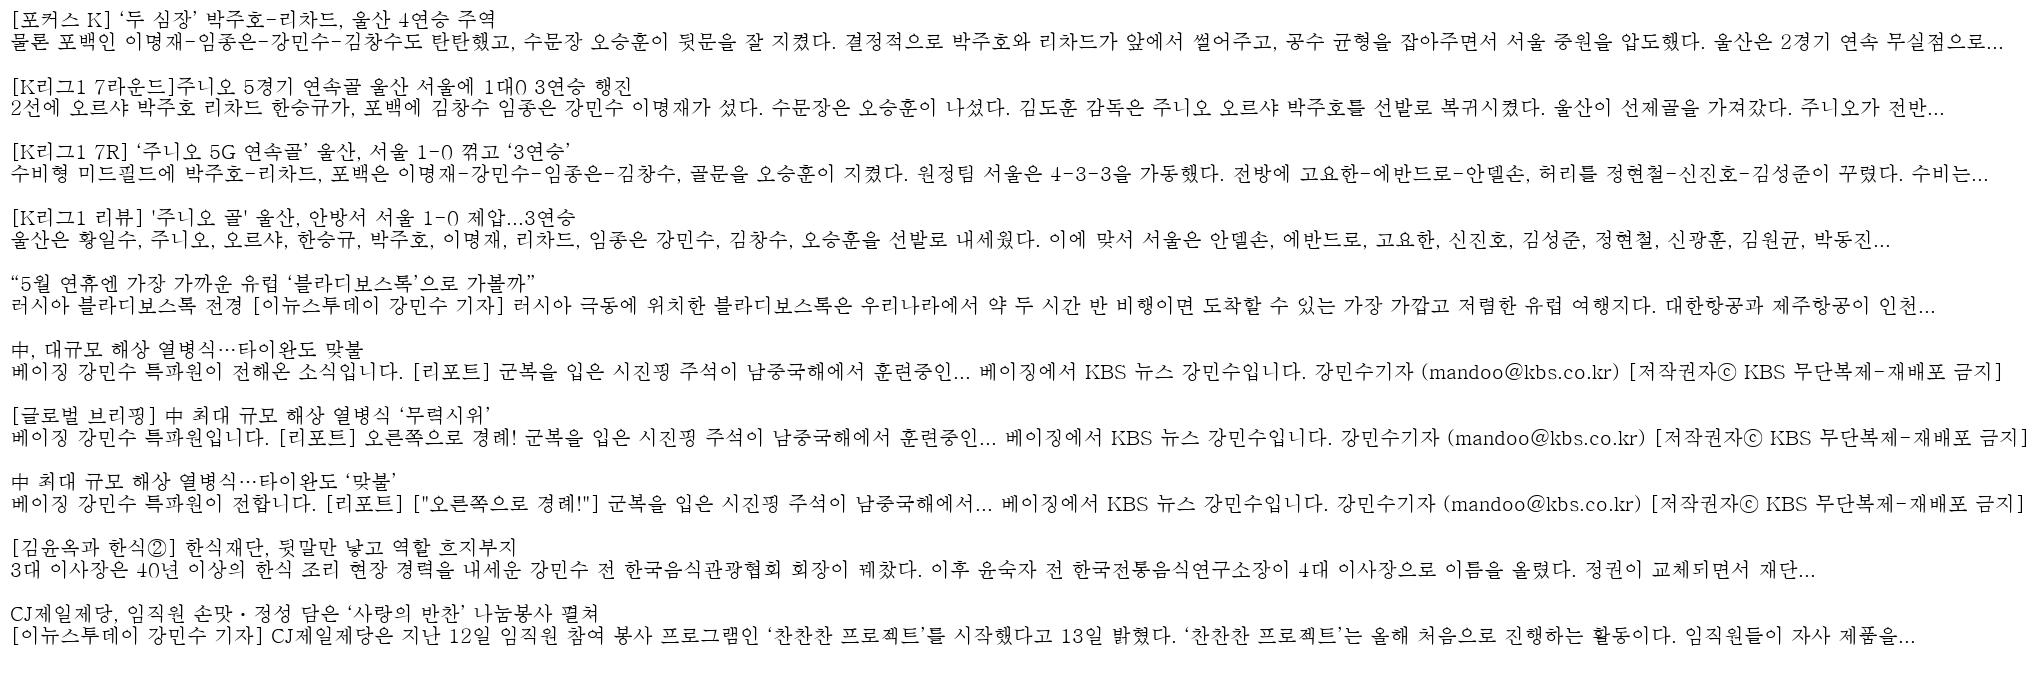 [포커스 K] ‘두 심장’ 박주호-리차드, 울산 4연승 주역
물론 포백인 이명재-임종은-강민수-김창수도 탄탄했고, 수문장 오승훈이 뒷문을 잘 지켰다. 결정적으로 박주호와 리차드가 앞에서 썰어주고, 공수 균형을 잡아주면서 서울 중원을 압도했다. 울산은 2경기 연속 무실점으로...
[K리그1 7라운드]주니오 5경기 연속골 울산 서울에 1대0 3연승 행진
2선에 오르샤 박주호 리차드 한승규가, 포백에 김창수 임종은 강민수 이명재가 섰다. 수문장은 오승훈이 나섰다. 김도훈 감독은 주니오 오르샤 박주호를 선발로 복귀시켰다. 울산이 선제골을 가져갔다. 주니오가 전반...
[K리그1 7R] ‘주니오 5G 연속골’ 울산, 서울 1-0 꺾고 ‘3연승’
수비형 미드필드에 박주호-리차드, 포백은 이명재-강민수-임종은-김창수, 골문을 오승훈이 지켰다. 원정팀 서울은 4-3-3을 가동했다. 전방에 고요한-에반드로-안델손, 허리를 정현철-신진호-김성준이 꾸렸다. 수비는...
[K리그1 리뷰] '주니오 골' 울산, 안방서 서울 1-0 제압...3연승
울산은 황일수, 주니오, 오르샤, 한승규, 박주호, 이명재, 리차드, 임종은 강민수, 김창수, 오승훈을 선발로 내세웠다. 이에 맞서 서울은 안델손, 에반드로, 고요한, 신진호, 김성준, 정현철, 신광훈, 김원균, 박동진...
“5월 연휴엔 가장 가까운 유럽 ‘블라디보스톡’으로 가볼까”
러시아 블라디보스톡 전경 [이뉴스투데이 강민수 기자] 러시아 극동에 위치한 블라디보스톡은 우리나라에서 약 두 시간 반 비행이면 도착할 수 있는 가장 가깝고 저렴한 유럽 여행지다. 대한항공과 제주항공이 인천...
中, 대규모 해상 열병식…타이완도 맞불
베이징 강민수 특파원이 전해온 소식입니다. [리포트] 군복을 입은 시진핑 주석이 남중국해에서 훈련중인... 베이징에서 KBS 뉴스 강민수입니다. 강민수기자 (mandoo@kbs.co.kr) [저작권자ⓒ KBS 무단복제-재배포 금지]
[글로벌 브리핑] 中 최대 규모 해상 열병식 ‘무력시위’
베이징 강민수 특파원입니다. [리포트] 오른쪽으로 경례! 군복을 입은 시진핑 주석이 남중국해에서 훈련중인... 베이징에서 KBS 뉴스 강민수입니다. 강민수기자 (mandoo@kbs.co.kr) [저작권자ⓒ KBS 무단복제-재배포 금지]
中 최대 규모 해상 열병식…타이완도 ‘맞불’
베이징 강민수 특파원이 전합니다. [리포트] ["오른쪽으로 경례!"] 군복을 입은 시진핑 주석이 남중국해에서... 베이징에서 KBS 뉴스 강민수입니다. 강민수기자 (mandoo@kbs.co.kr) [저작권자ⓒ KBS 무단복제-재배포 금지]
[김윤옥과 한식②] 한식재단, 뒷말만 낳고 역할 흐지부지
3대 이사장은 40년 이상의 한식 조리 현장 경력을 내세운 강민수 전 한국음식관광협회 회장이 꿰찼다. 이후 윤숙자 전 한국전통음식연구소장이 4대 이사장으로 이름을 올렸다. 정권이 교체되면서 재단...
CJ제일제당, 임직원 손맛・정성 담은 ‘사랑의 반찬’ 나눔봉사 펼쳐
[이뉴스투데이 강민수 기자] CJ제일제당은 지난 12일 임직원 참여 봉사 프로그램인 ‘찬찬찬 프로젝트’를 시작했다고 13일 밝혔다. ‘찬찬찬 프로젝트’는 올해 처음으로 진행하는 활동이다. 임직원들이 자사 제품을...